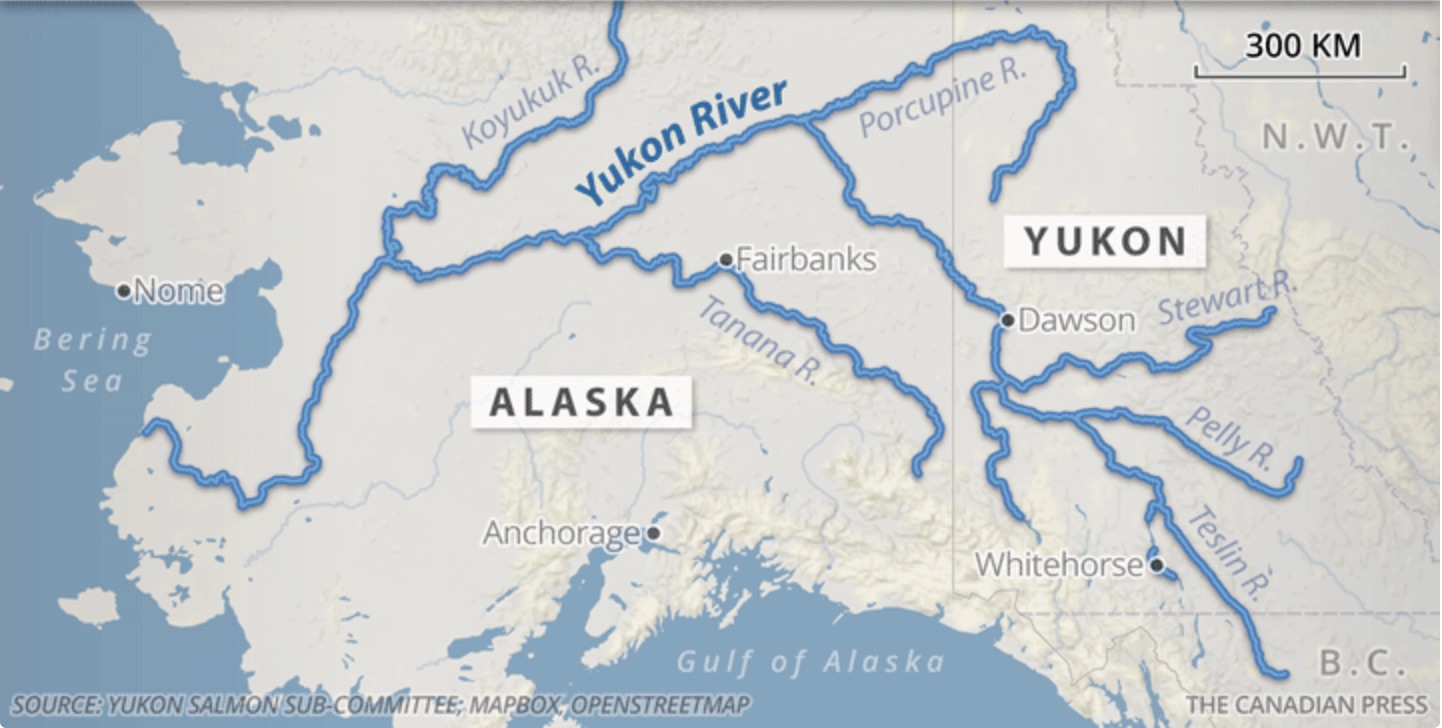 300 KM
Koyukuk R.
Yukon River
Porcupine R.
N.W.T.
YUKON
Fairbanks
Nome
Stewart R.
Dawson
Bering
Sea
Tanana R.
ALASKA
Pelly R.
Anchorage
Teslin R.
Whitehorse
Gulf of Alaska
B.C.
SOURCE: YUKON SALMON SUB-COMMITTEE; MAPBOX, OPENSTREETMAP
THE CANADIAN PRESS